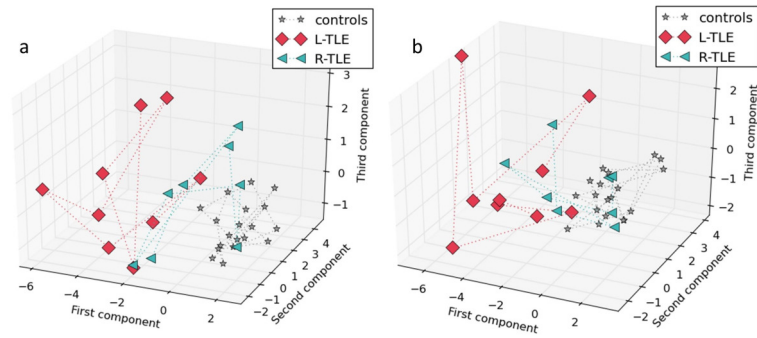 a
controls
L-TLE
R-TLE
3
2
1
0
−1
Third component
−6
−4
−2
0
2
First component
−2
−1
0
1
2
3
4
Second component
b
controls
L-TLE
R-TLE
2
1
0
−1
−2
Third component
−6
−4
−2
0
2
First component
−2
−1
0
1
2
3
4
Second component